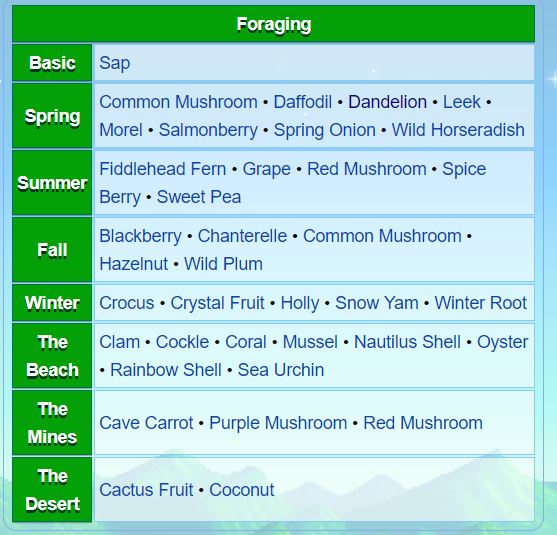 Foraging
Basic
Sap
Spring
Common Mushroom • Daffodil • Dandelion • Leek •
Morel • Salmonberry • Spring Onion • Wild Horseradish
Summer
Fiddlehead Fern • Grape • Red Mushroom • Spice
Berry • Sweet Pea
Fall
Blackberry • Chanterelle • Common Mushroom •
Hazelnut • Wild Plum
Winter
Crocus • Crystal Fruit • Holly • Snow Yam • Winter Root
The
Beach
Clam • Cockle • Coral • Mussel • Nautilus Shell • Oyster
• Rainbow Shell • Sea Urchin
The
Mines
Cave Carrot • Purple Mushroom • Red Mushroom
The
Desert
Cactus Fruit • Coconut